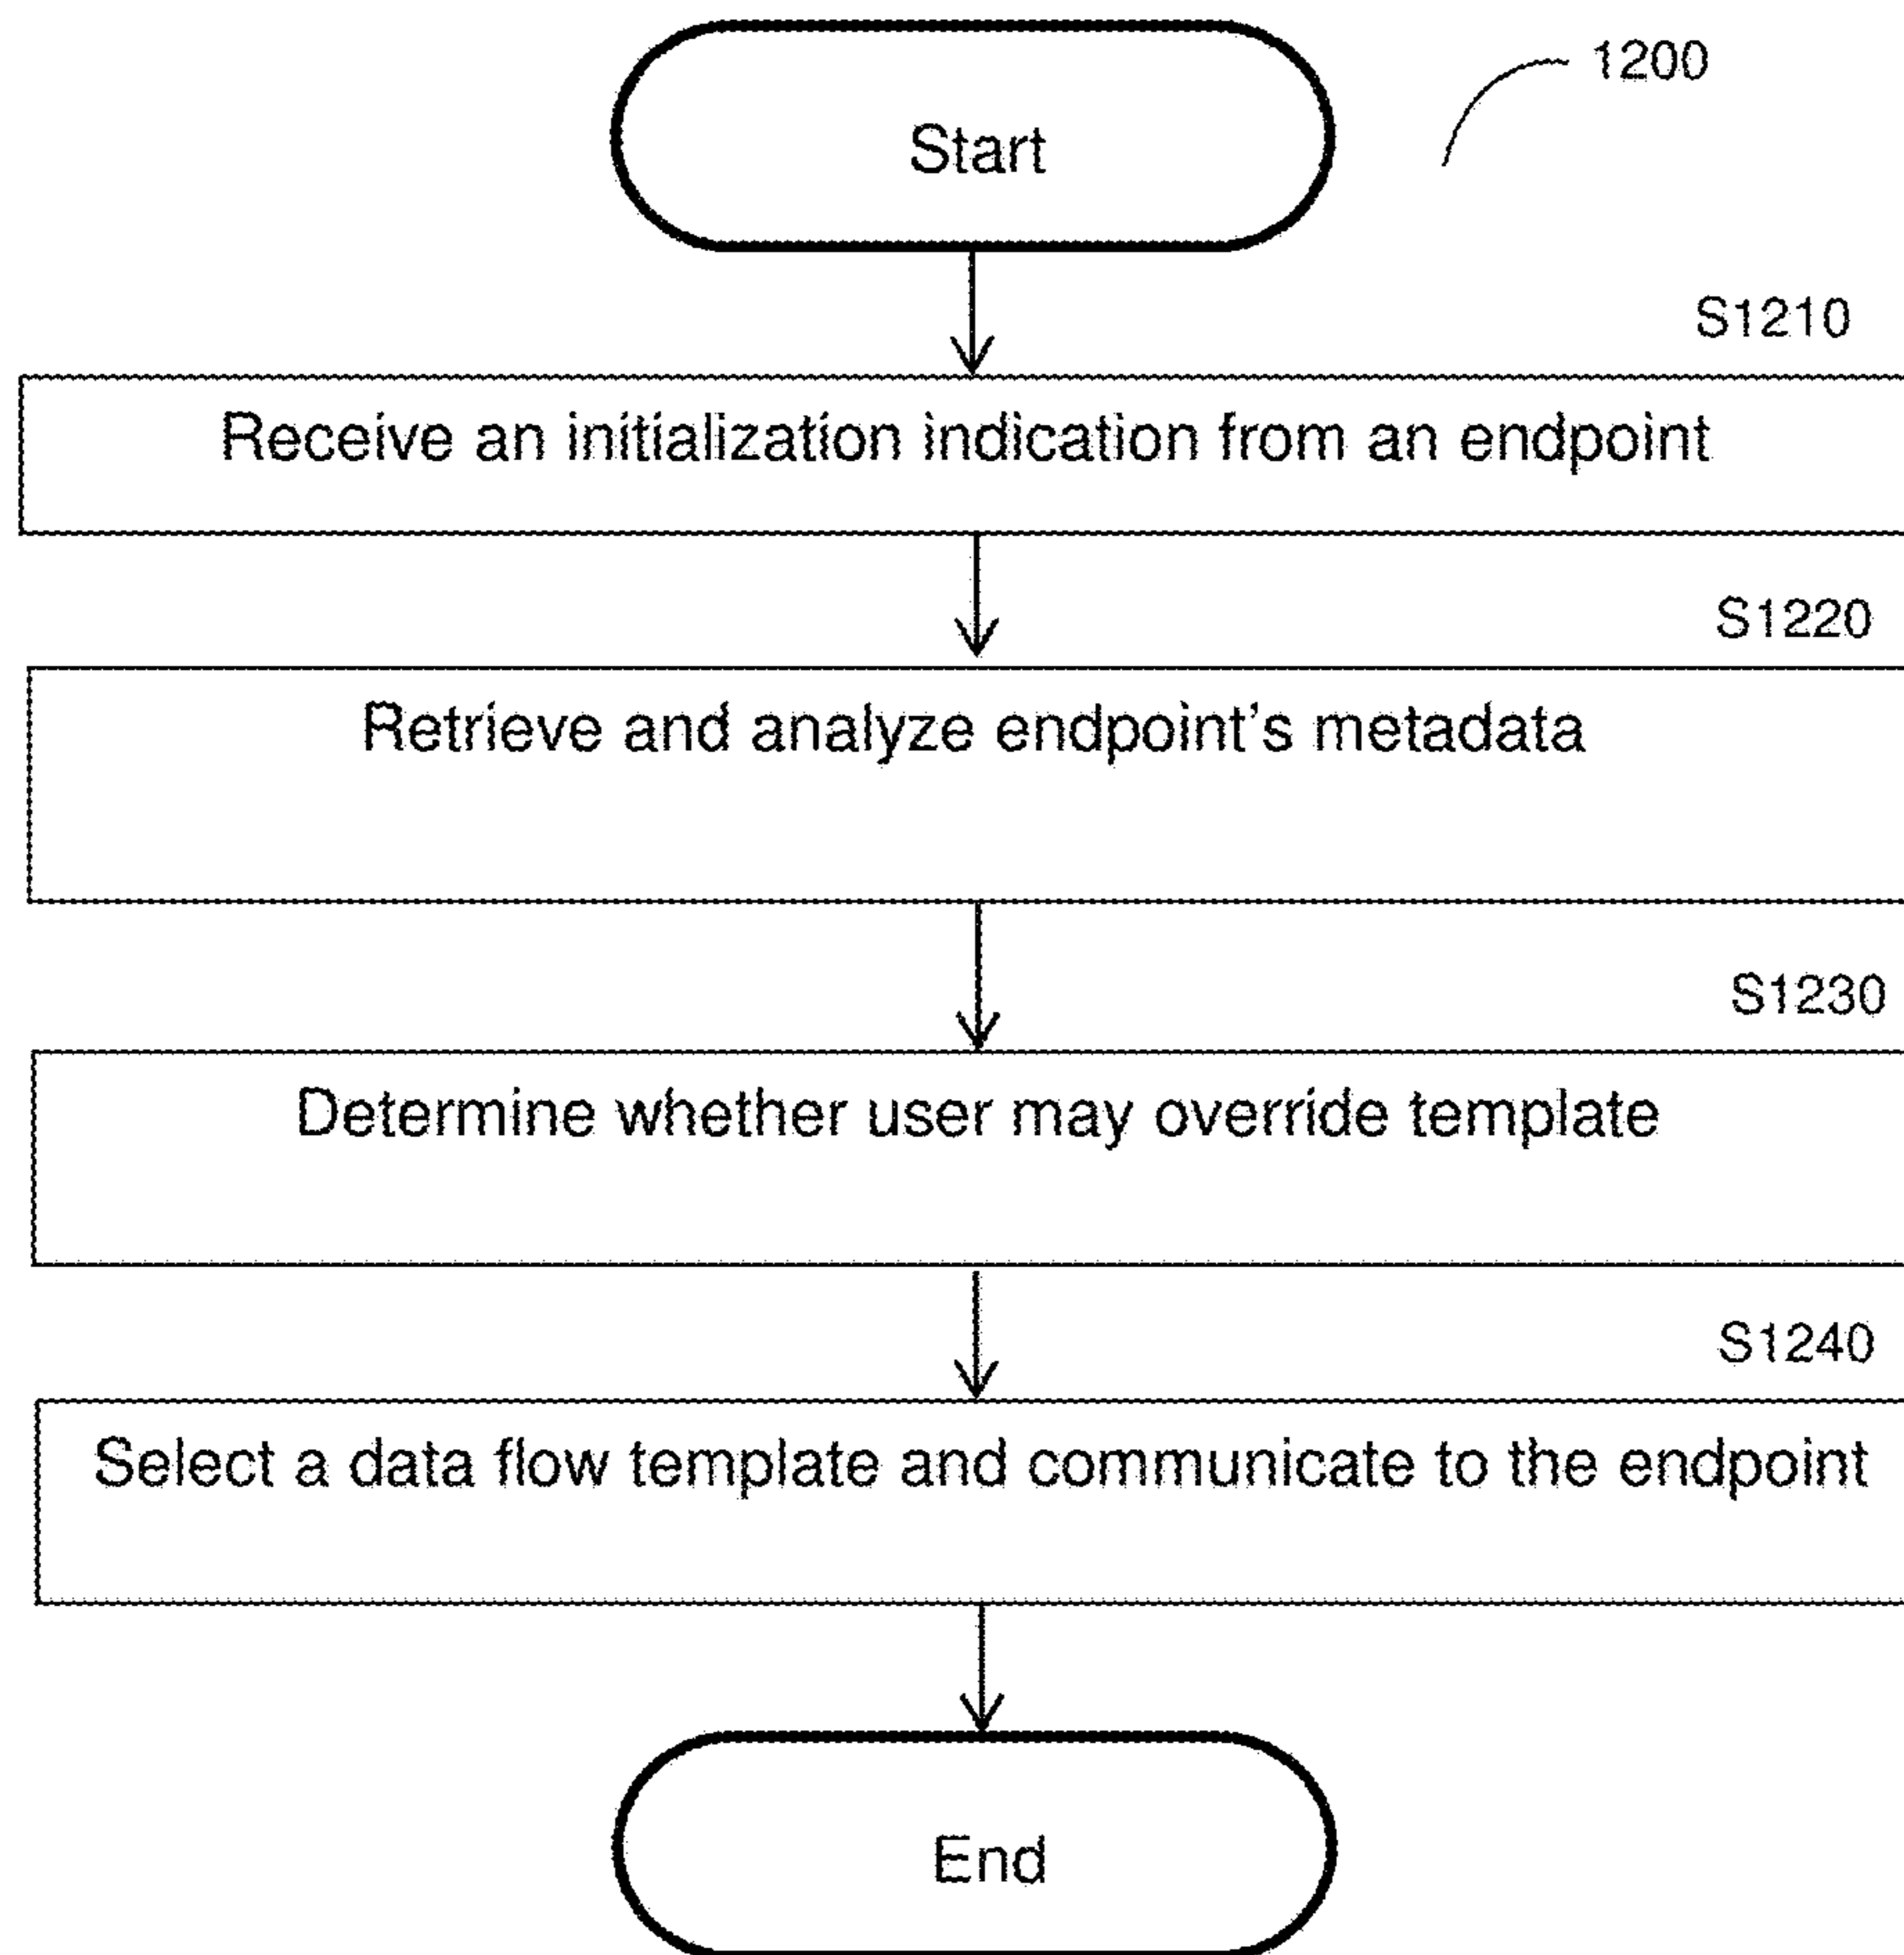 Start
1200
S1210
Receive an initialization indication from an endpoint
S1220
Retrieve and analyze endpoint's metadata
S1230
Determine whether user may override template
S1240
Select a data flow template and communicate to the endpoint
End